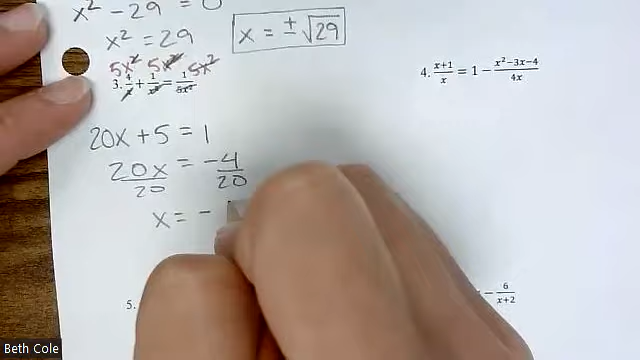 x² - 29 = 0
x² = 29
x = ±√29
5x² 5x² 5x²
3. 4/x + 1/x² = 1/5x²
4. (x+1)/x = 1 − (x²−3x−4)/4x
20x + 5 = 1
20x/20 = -4/20
x = -
5.
− 6/(x+2)
Beth Cole